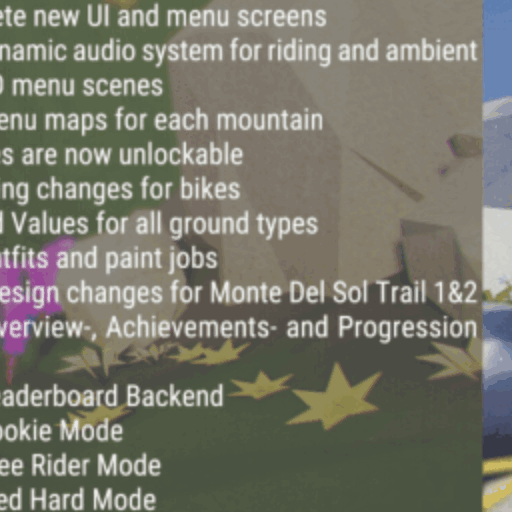 ete new UI and menu screens
namic audio system for riding and ambient
D menu scenes
enu maps for each mountain
s are now unlockable
ng changes for bikes
d Values for all ground types
tfits and paint jobs
esign changes for Monte Del Sol Trail 1&2
verview-, Achievements- and Progression
eaderboard Backend
ookie Mode
ee Rider Mode
ed Hard Mode